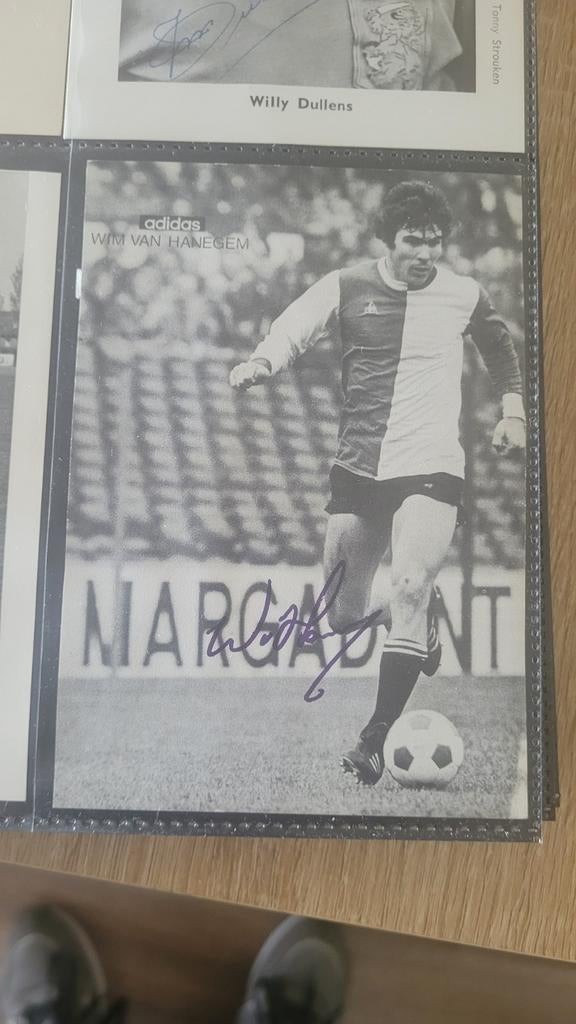 Tonny Strouken
Willy Dullens
adidas
WIM VAN HANEGEM
MARGADANT